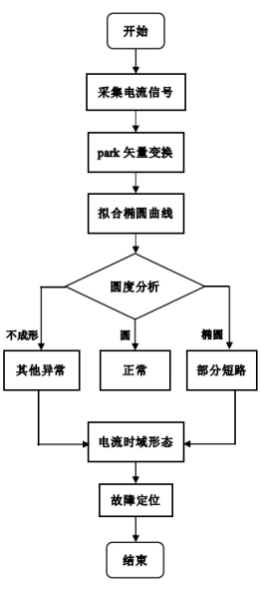 开始
采集电流信号
park 矢量变换
拟合椭圆曲线
圆度分析
不成形
圆
椭圆
其他异常
正常
部分短路
电流时域形态
故障定位
结束